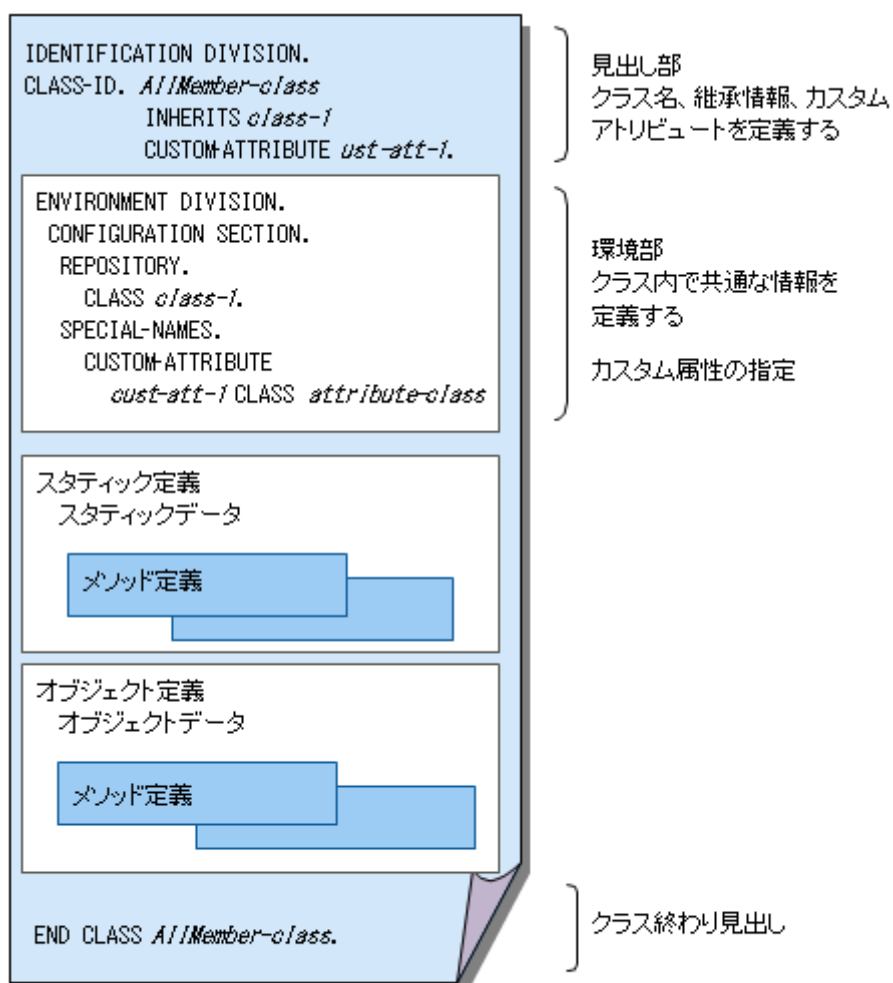 IDENTIFICATION DIVISION.
CLASS-ID. AllMember-class
INHERITS class-1
CUSTOM-ATTRIBUTE ust-att-1.
見出し部
クラス名、継承情報、カスタム
アトリビュートを定義する
ENVIRONMENT DIVISION.
CONFIGURATION SECTION.
REPOSITORY.
CLASS class-1.
SPECIAL-NAMES.
CUSTOM-ATTRIBUTE
cust-att-1 CLASS attribute-class
環境部
クラス内で共通な情報を
定義する
カスタム属性の指定
スタティック定義
スタティックデータ
メソッド定義
オブジェクト定義
オブジェクトデータ
メソッド定義
END CLASS AllMember-class.
クラス終わり見出し